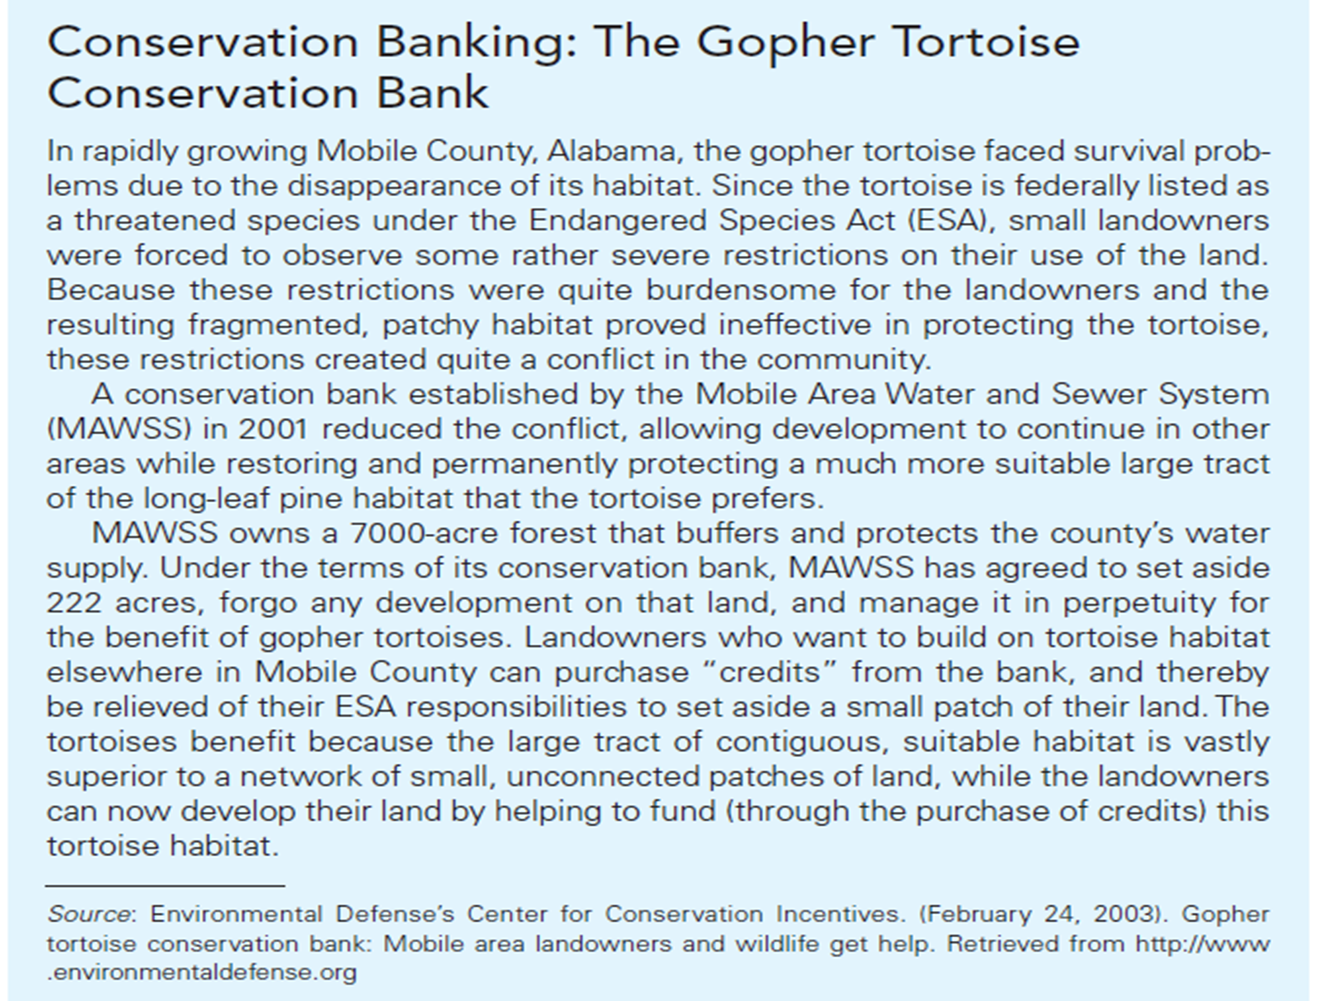 Conservation Banking: The Gopher Tortoise
Conservation Bank
In rapidly growing Mobile County, Alabama, the gopher tortoise faced survival prob-
lems due to the disappearance of its habitat. Since the tortoise is federally listed as
a threatened species under the Endangered Species Act (ESA), small landowners
were forced to observe some rather severe restrictions on their use of the land.
Because these restrictions were quite burdensome for the landowners and the
resulting fragmented, patchy habitat proved ineffective in protecting the tortoise,
these restrictions created quite a conflict in the community.
A conservation bank established by the Mobile Area Water and Sewer System
(MAWSS) in 2001 reduced the conflict, allowing development to continue in other
areas while restoring and permanently protecting a much more suitable large tract
of the long-leaf pine habitat that the tortoise prefers.
MAWSS owns a 7000-acre forest that buffers and protects the county's water
supply. Under the terms of its conservation bank, MAWSS has agreed to set aside
222 acres, forgo any development on that land, and manage it in perpetuity for
the benefit of gopher tortoises. Landowners who want to build on tortoise habitat
elsewhere in Mobile County can purchase “credits” from the bank, and thereby
be relieved of their ESA responsibilities to set aside a small patch of their land. The
tortoises benefit because the large tract of contiguous, suitable habitat is vastly
superior to a network of small, unconnected patches of land, while the landowners
can now develop their land by helping to fund (through the purchase of credits) this
tortoise habitat.
Source: Environmental Defense's Center for Conservation Incentives. (February 24, 2003). Gopher
tortoise conservation bank: Mobile area landowners and wildlife get help. Retrieved from http://www
.environmentaldefense.org